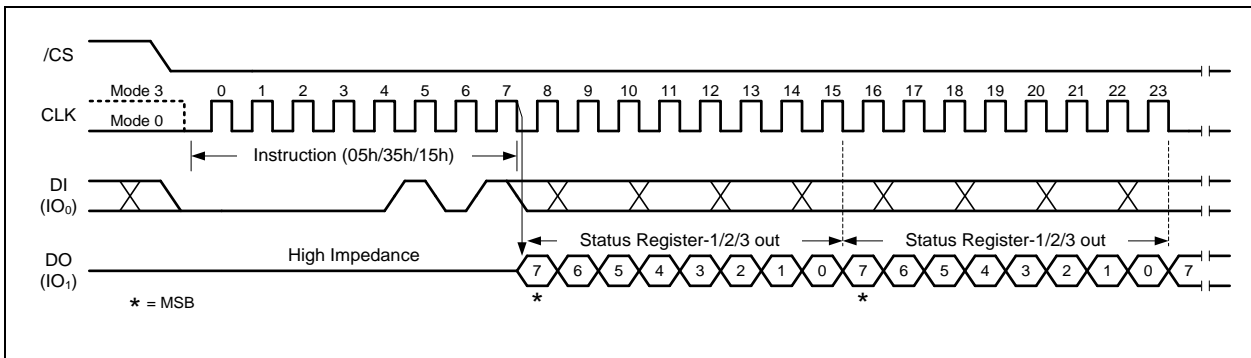 /CS
Mode 3
0 1 2 3 4 5 6 7 8 9 10 11 12 13 14 15 16 17 18 19 20 21 22 23
CLK
Mode 0
Instruction (05h/35h/15h)
DI
(IO₀)
Status Register-1/2/3 out Status Register-1/2/3 out
DO
(IO₁)
High Impedance
7 6 5 4 3 2 1 0 7 6 5 4 3 2 1 0 7
* *
* = MSB